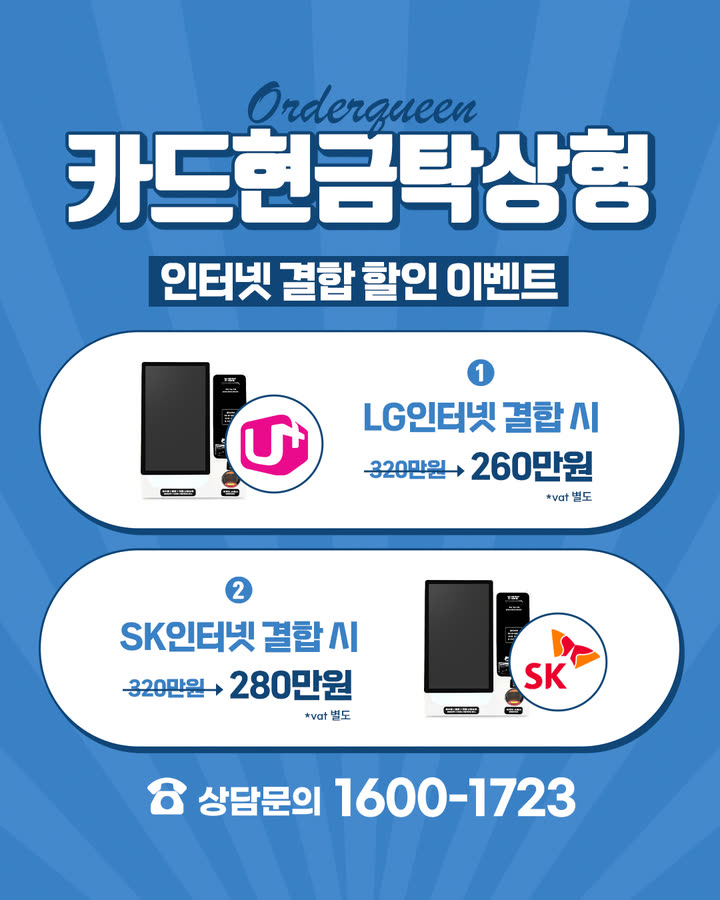 Orderqueen
카드현금탁상형
인터넷 결합 할인 이벤트
1
LG인터넷 결합 시
320만원 → 260만원
*vat 별도
U+
2
SK인터넷 결합 시
320만원 → 280만원
*vat 별도
SK
상담문의 1600-1723